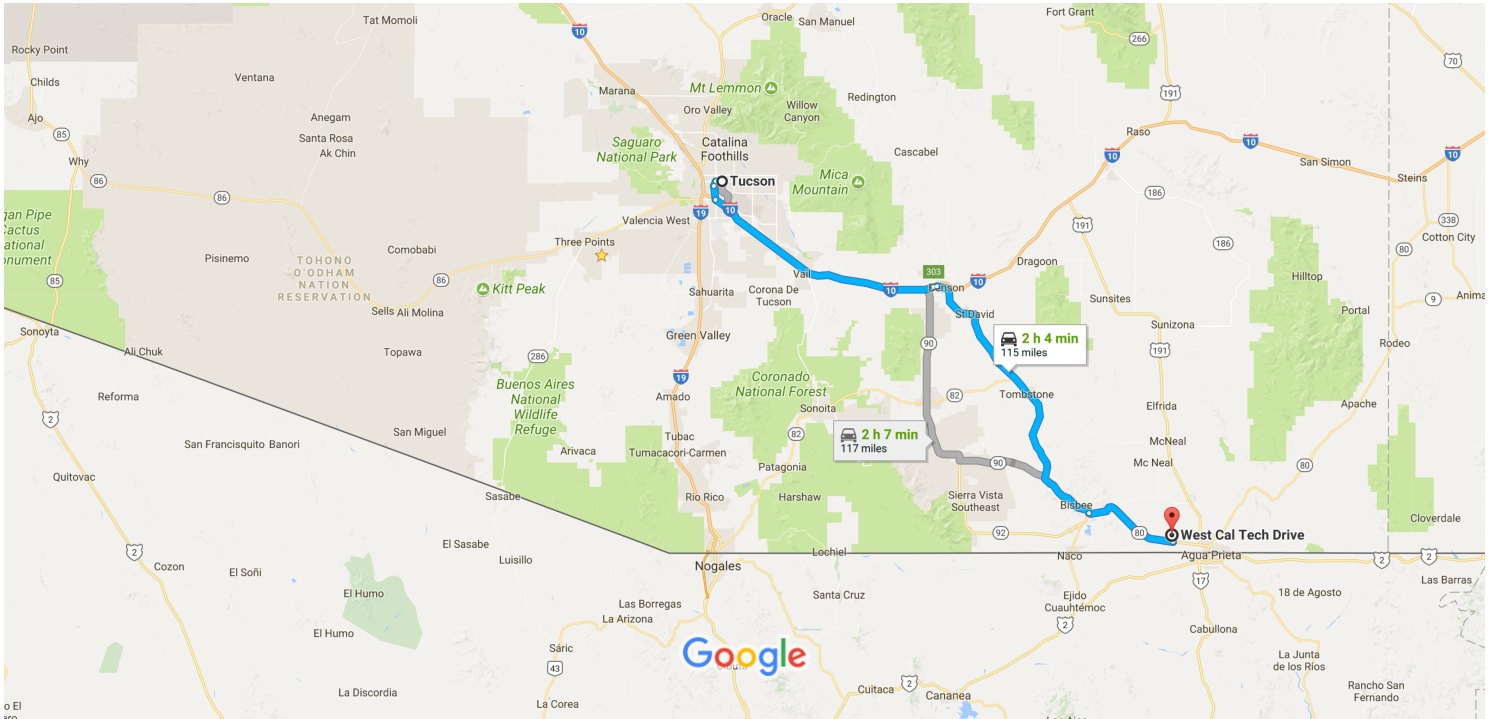 Tat Momoli
Oracle
San Manuel
Fort Grant
10
266
Rocky Point
70
Childs
Ventana
Marana
Mt Lemmon
Redington
191
Oro Valley
Willow
Canyon
Ajo
Anegam
85
Santa Rosa
Ak Chin
Saguaro
National Park
Catalina
Foothills
Raso
10
Why
Cascabel
10
San Simon
10
86
Mica
Mountain
Steins
86
Tucson
186
gan Pipe
Cactus
ational
onument
19
10
Valencia West
191
338
Three Points
Cotton City
Comobabi
186
80
Pisinemo
TOHONO
O'ODHAM
NATION
RESERVATION
Dragoon
85
86
Vail
303
10
Hilltop
Kitt Peak
Sahuarita
Corona De
Tucson
10
Benson
Sunsites
9
Anima
Sells
Ali Molina
St David
Portal
Sonoyta
Green Valley
Sunizona
Ali Chuk
Topawa
286
90
2 h 4 min
115 miles
191
Rodeo
Buenos Aires
National
Wildlife
Refuge
19
Coronado
National Forest
Reforma
Amado
82
Tombstone
Apache
2
Sonoita
Elfrida
San Miguel
82
2 h 7 min
117 miles
San Francisquito Banori
Tubac
McNeal
Arivaca
Tumacacori-Carmen
90
Mc Neal
80
Quitovac
Patagonia
Sasabe
Rio Rico
Harshaw
Sierra Vista
Southeast
Bisbee
Cloverdale
92
80
West Cal Tech Drive
El Sasabe
Lochiel
Naco
Agua Prieta
2
Luisillo
Nogales
2
2
Cozon
El Soñi
17
Las Barras
El Humo
Santa Cruz
Ejido
Cuauhtémoc
18 de Agosto
Las Borregas
La Arizona
2
El Humo
Cabullona
Sáric
Google
43
La Junta
de los Ríos
La Discordia
Cuitaca
2
Cananea
Rancho San
Fernando
La Corea
o El